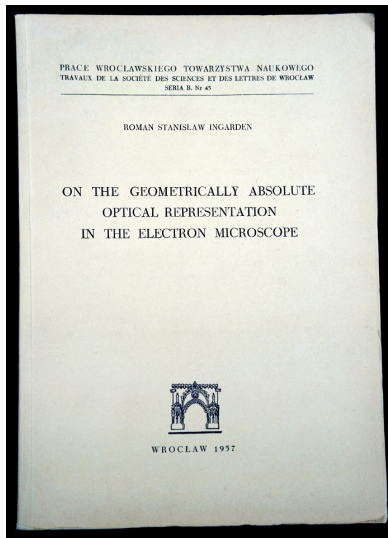 PRACE WROCŁAWSKIEGO TOWARZYSTWA NAUKOWEGO
TRAVAUX DE LA SOCIÉTÉ DES SCIENCES ET DES LETTRES DE WROCŁAW
SERIA B. Nr 45
ROMAN STANISŁAW INGARDEN
ON THE GEOMETRICALLY ABSOLUTE
OPTICAL REPRESENTATION
IN THE ELECTRON MICROSCOPE
WROCŁAW 1957